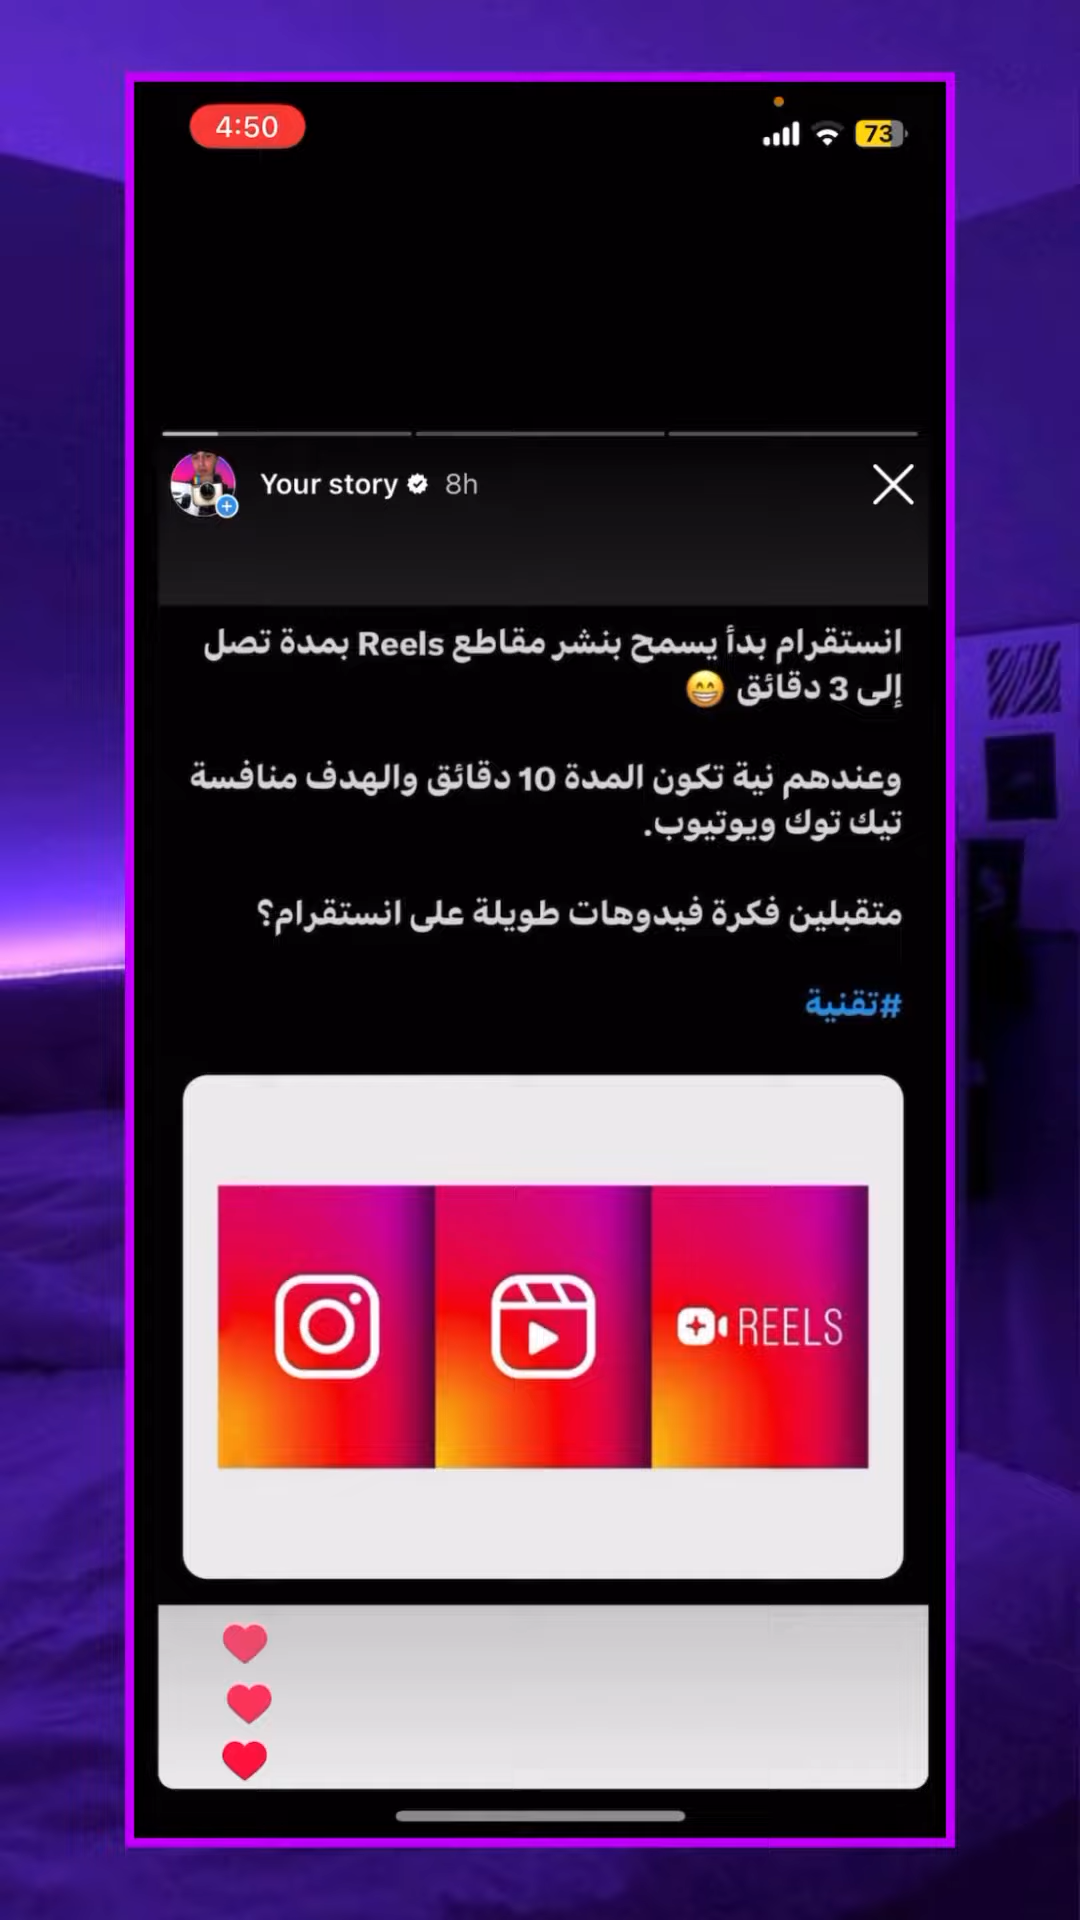 4:50
73
Your story 8h
انستقرام بدأ يسمح بنشر مقاطع Reels بمدة تصل
إلى 3 دقائق 😁
وعندهم نية تكون المدة 10 دقائق والهدف منافسة
تيك توك ويوتيوب.
متقبلين فكرة فيدوهات طويلة على انستقرام؟
#تقنية
REELS